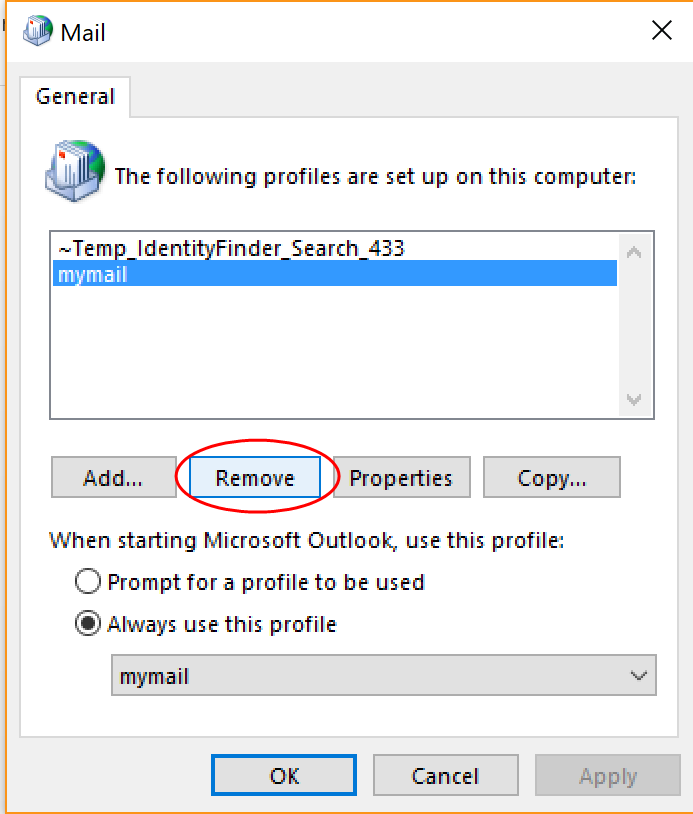 Mail
General
The following profiles are set up on this computer:
~Temp_IdentityFinder_Search_433
mymail
Add... Remove Properties Copy...
When starting Microsoft Outlook, use this profile:
Prompt for a profile to be used
Always use this profile
mymail
OK Cancel Apply